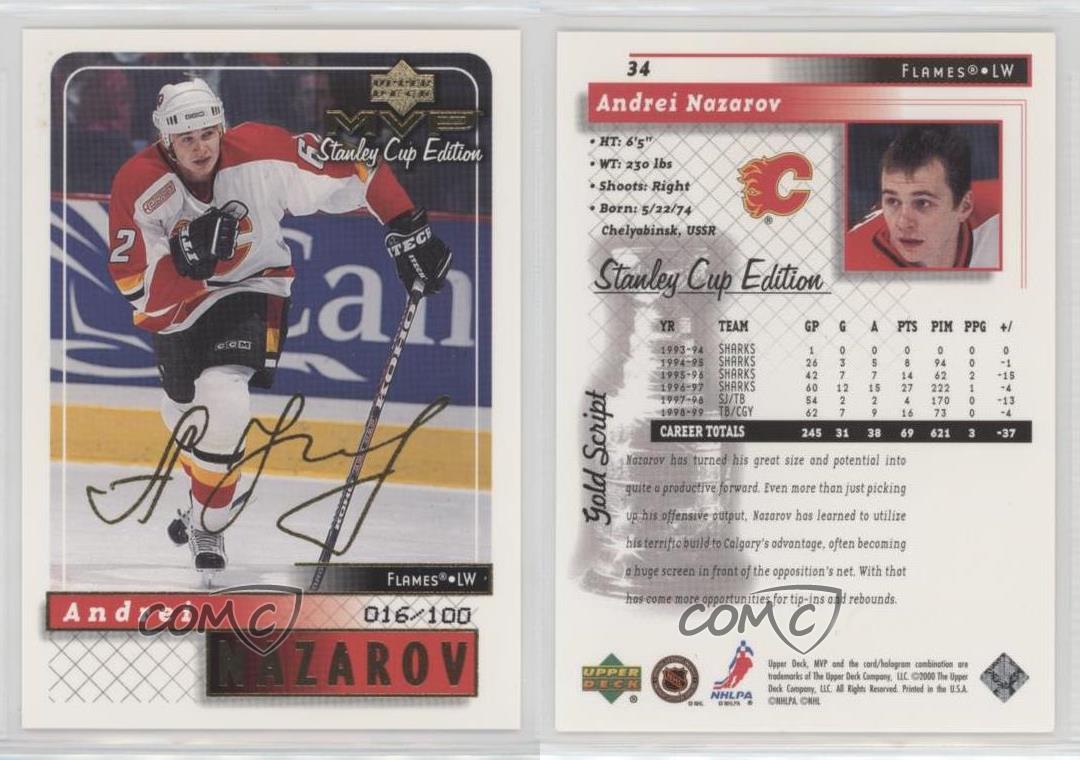 UPPER DECK
MVP
Stanley Cup Edition
62
ITECH
ITECH
Can
CCM
Flames®•LW
Andrei
016/100
NAZAROV
COMC
34
Flames®•LW
Andrei Nazarov
• HT: 6'5"
• WT: 230 lbs
• Shoots: Right
• Born: 5/22/74
Chelyabinsk, USSR
Stanley Cup Edition
YR TEAM GP G A PTS PIM PPG +/
1993-94 SHARKS 1 0 0 0 0 0 0
1994-95 SHARKS 26 3 5 8 94 0 -1
1995-96 SHARKS 42 7 7 14 62 2 -15
1996-97 SHARKS 60 12 15 27 222 1 -4
1997-98 SJ/TB 54 2 2 4 170 0 -13
1998-99 TB/CGY 62 7 9 16 73 0 -4
CAREER TOTALS 245 31 38 69 621 3 -37
Gold Script
Nazarov has turned his great size and potential into
quite a productive forward. Even more than just picking
up his offensive output, Nazarov has learned to utilize
his terrific build to Calgary's advantage, often becoming
a huge screen in front of the opposition's net. With that
has come more opportunities for tip-ins and rebounds.
COMC
UPPER DECK ®
©NHL
NHLPA
©NHLPA
Upper Deck, MVP and the card/hologram combination are
trademarks of The Upper Deck Company, LLC. ©2000 The Upper
Deck Company, LLC. All Rights Reserved. Printed in the U.S.A.
©NHLPA. ©NHL